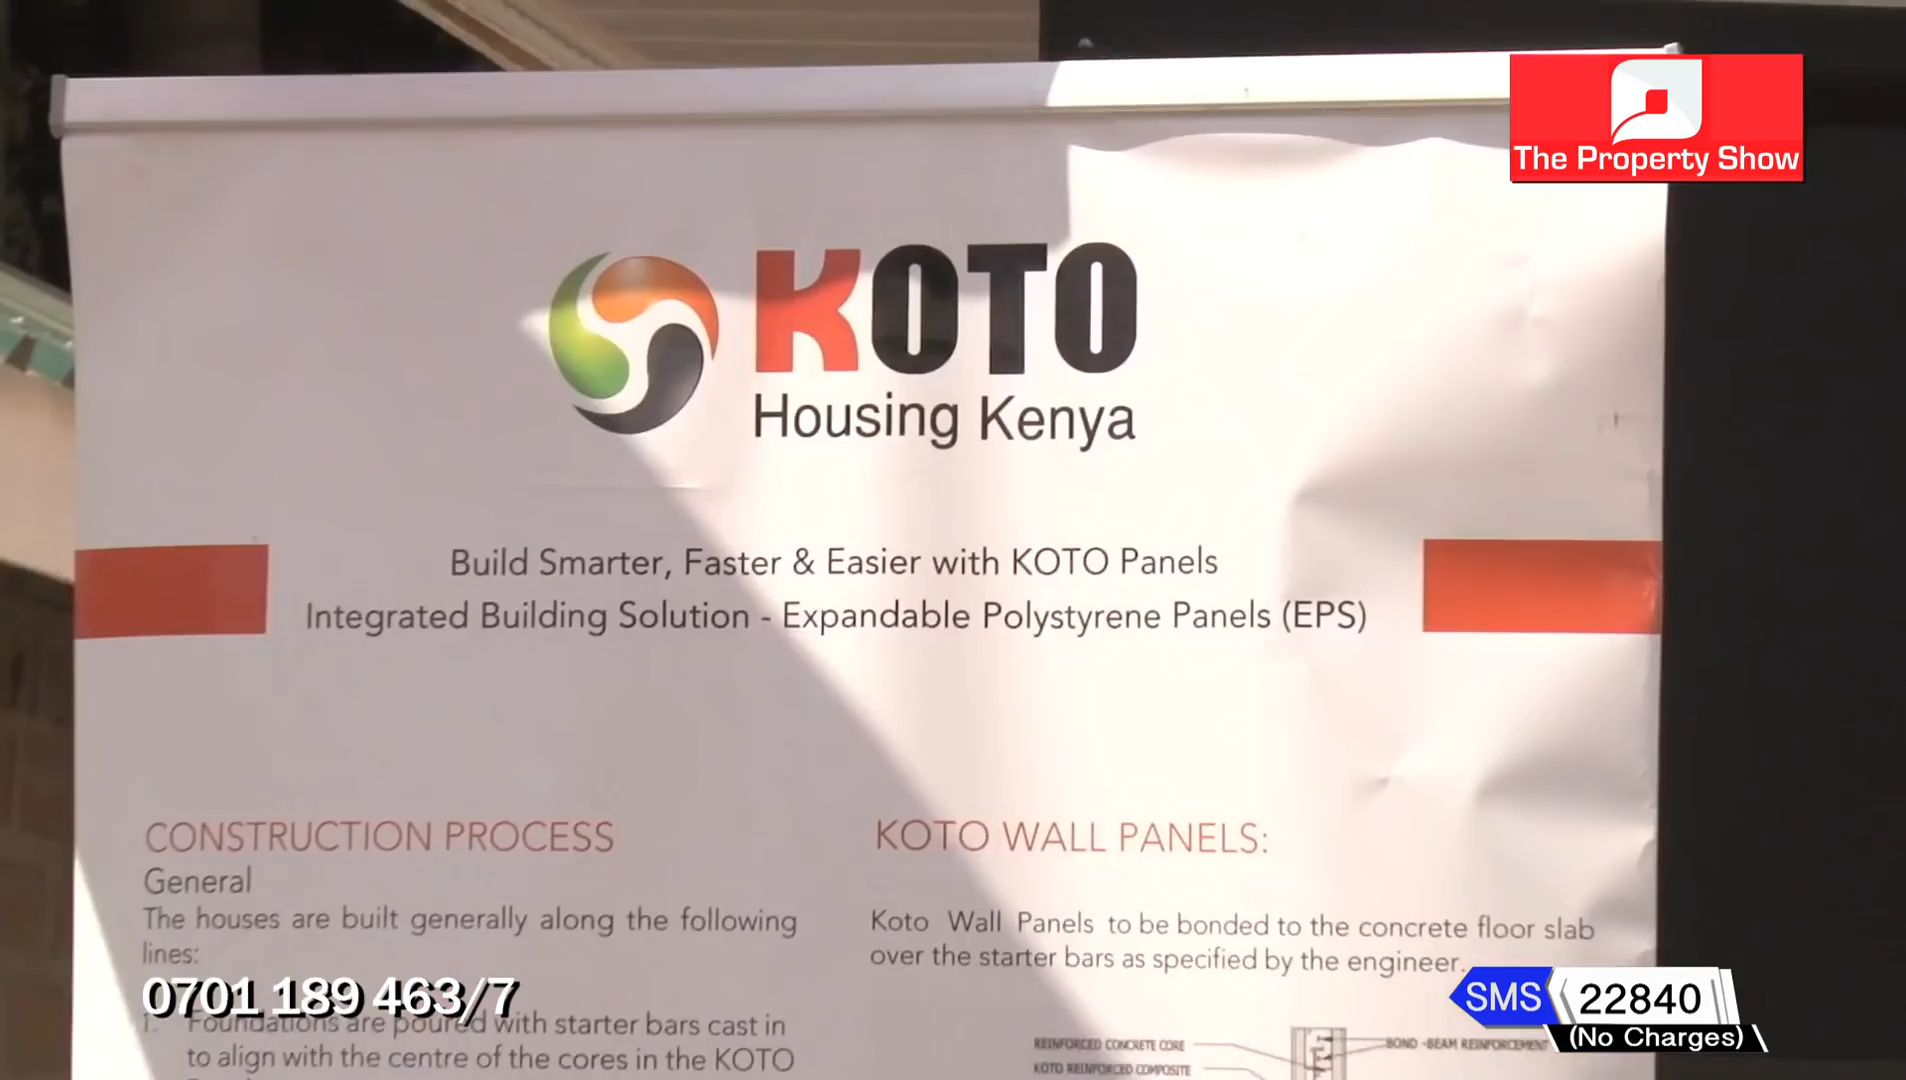 The Property Show
KOTO
Housing Kenya
Build Smarter, Faster & Easier with KOTO Panels
Integrated Building Solution - Expandable Polystyrene Panels (EPS)
CONSTRUCTION PROCESS
General
The houses are built generally along the following
lines:
1. Foundations are poured with starter bars cast in
to align with the centre of the cores in the KOTO
KOTO WALL PANELS:
Koto Wall Panels to be bonded to the concrete floor slab
over the starter bars as specified by the engineer.
REINFORCED CONCRETE CORE
KOTO REINFORCED COMPOSITE
BOND -BEAM REINFORCEMENT
0701 189 463/7
SMS 22840
(No Charges)